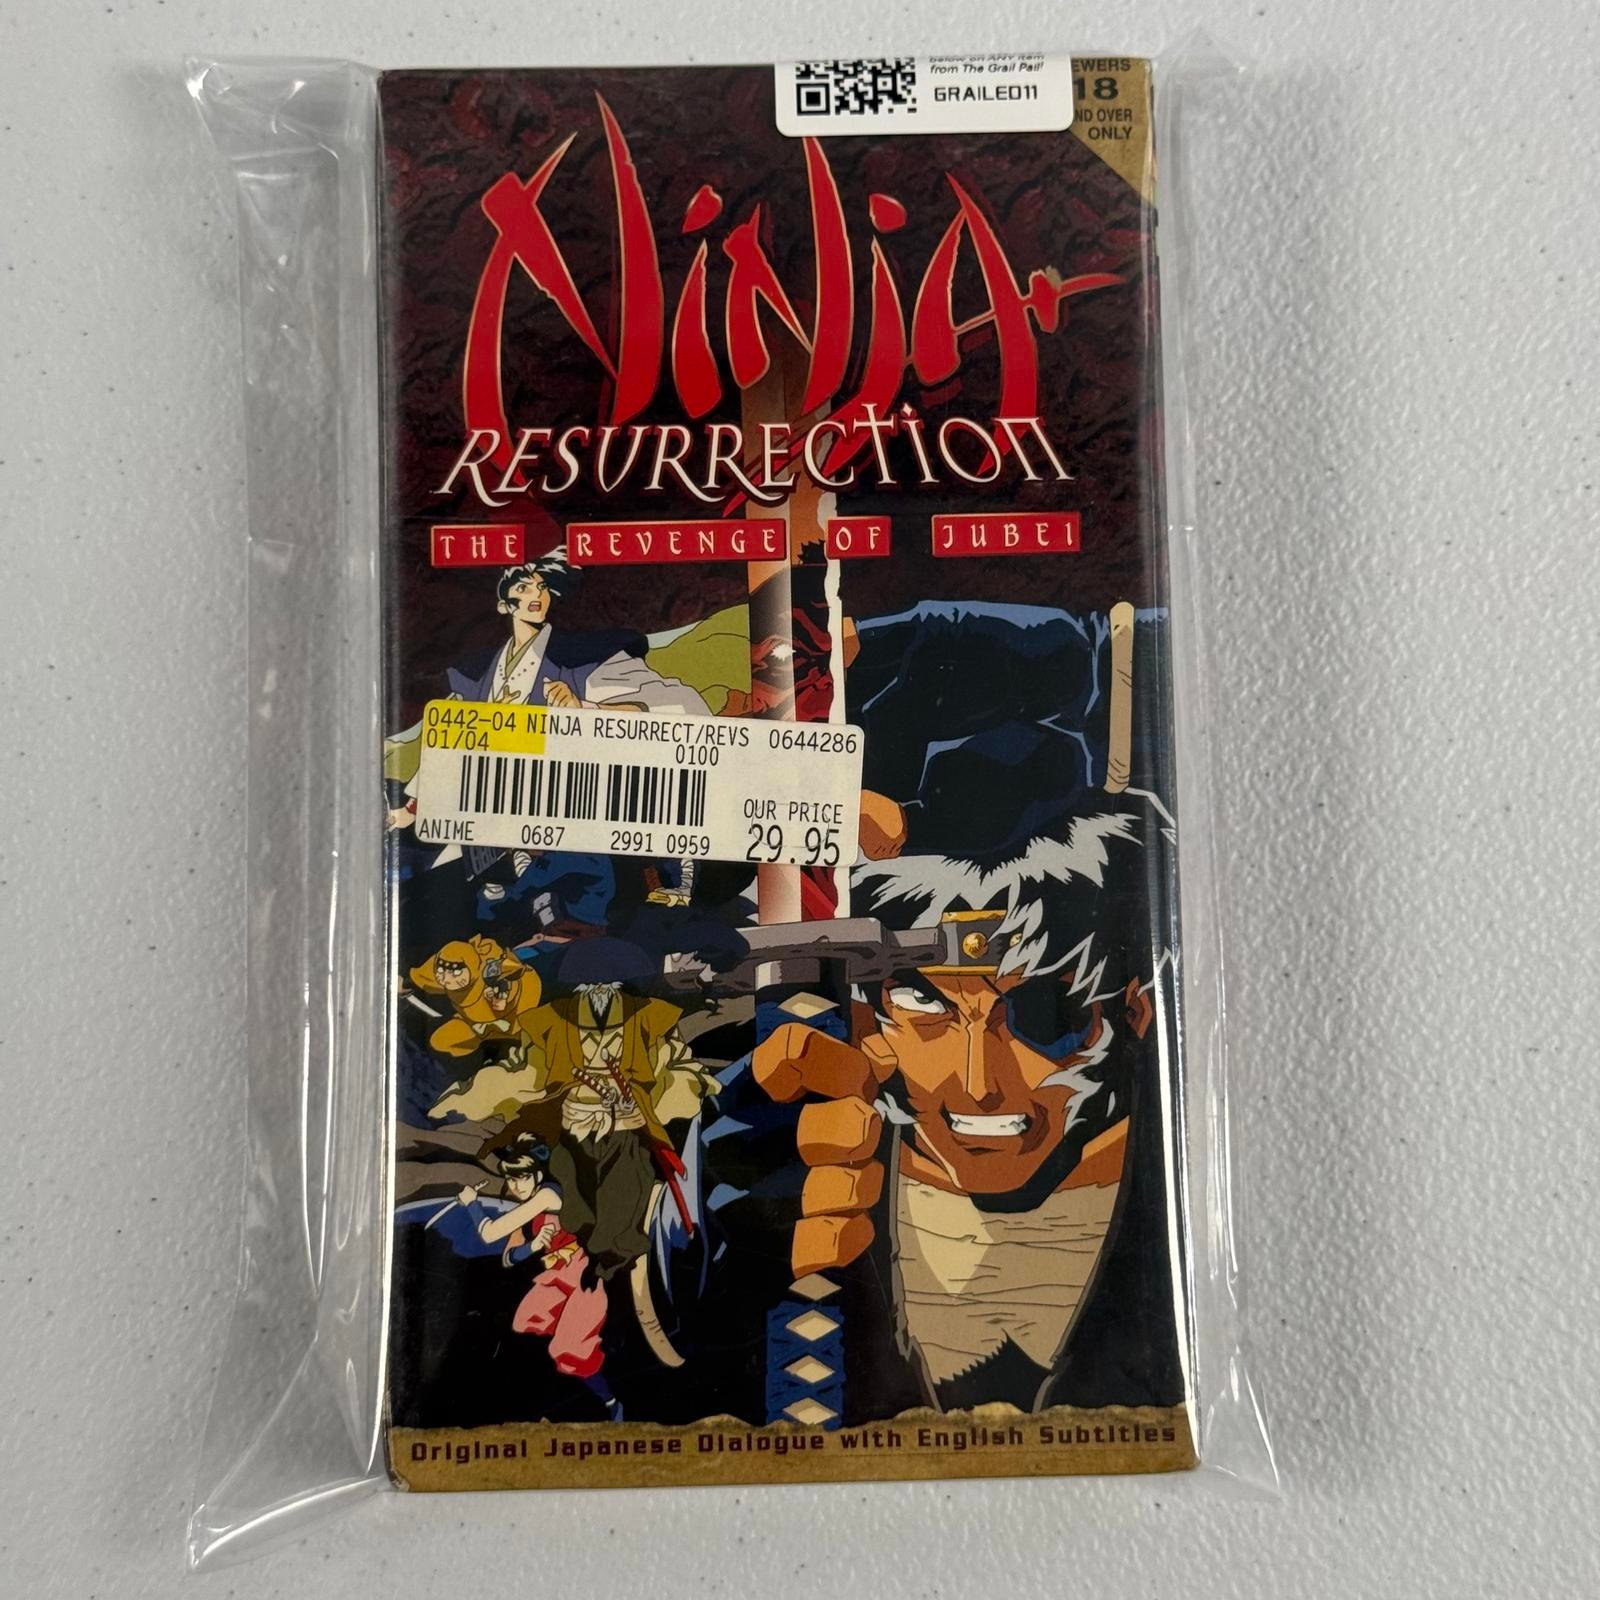 below on ANY item
from The Grail Pail!
GRAILED11
EWERS
18
ND OVER
ONLY
NINJA
RESURRECTION
THE REVENGE OF JUBEI
0442-04 NINJA RESURRECT/REVS 0644286
01/04 0100
OUR PRICE
ANIME 0687 2991 0959 29.95
Original Japanese Dialogue with English Subtitles